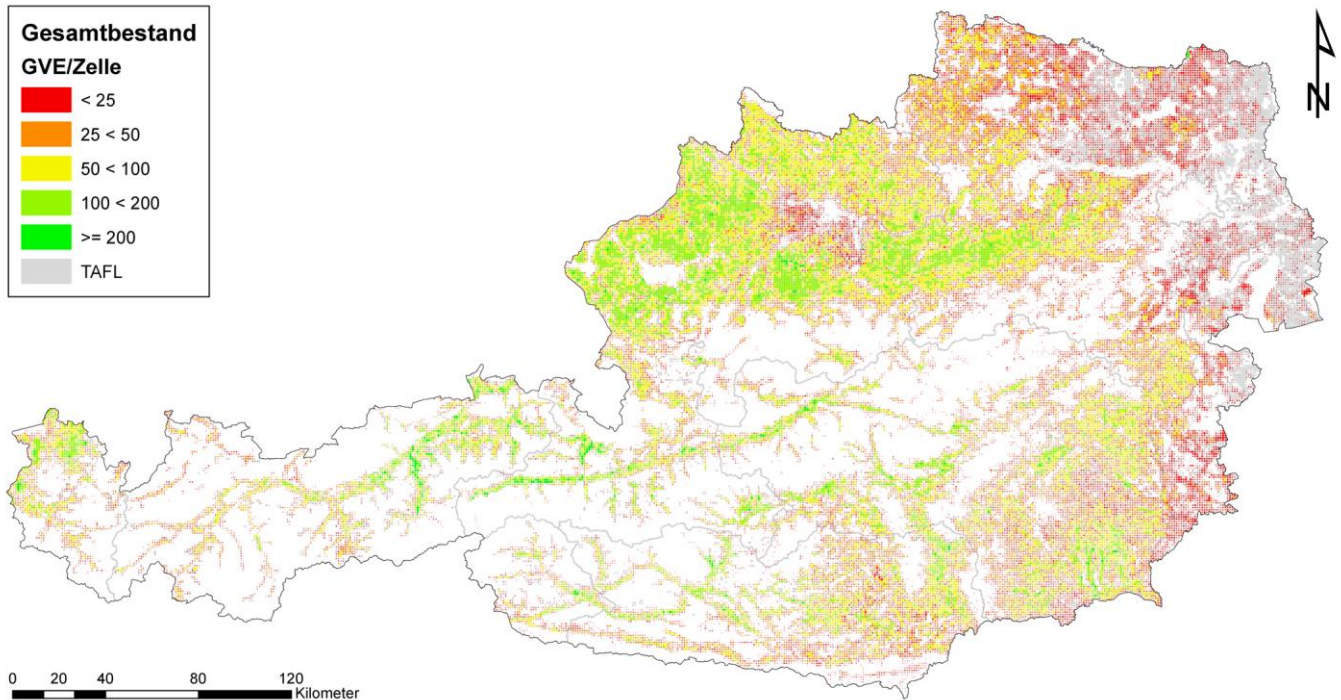 Gesamtbestand
GVE/Zelle
< 25
25 < 50
50 < 100
100 < 200
>= 200
TAFL
N
0 20 40 80 120
Kilometer